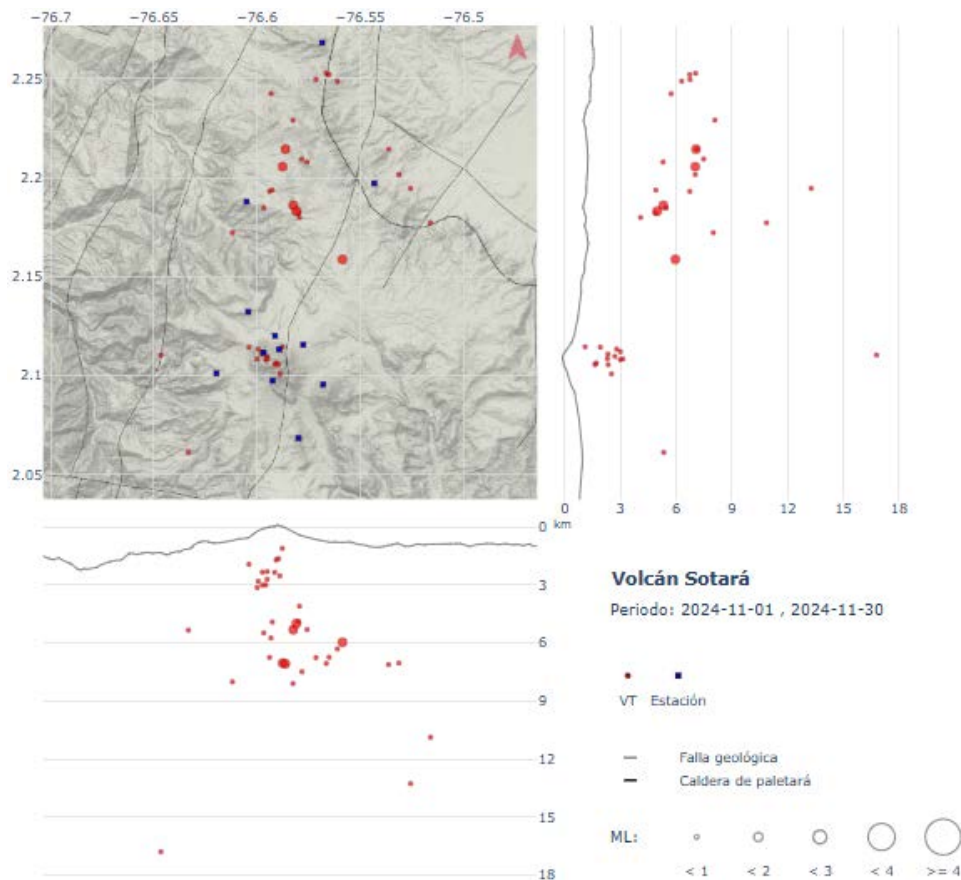 −76.7 −76.65 −76.6 −76.55 −76.5
2.25
2.2
2.15
2.1
2.05
0 3 6 9 12 15 18
km
0
3
6
9
12
15
18
Volcán Sotará
Periodo: 2024-11-01 , 2024-11-30
VT Estación
Falla geológica
Caldera de paletará
ML:
< 1 < 2 < 3 < 4 >= 4